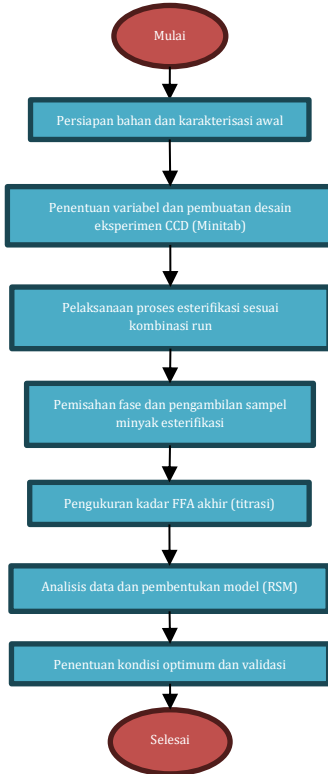 Mulai
Persiapan bahan dan karakterisasi awal
Penentuan variabel dan pembuatan desain
eksperimen CCD (Minitab)
Pelaksanaan proses esterifikasi sesuai
kombinasi run
Pemisahan fase dan pengambilan sampel
minyak esterifikasi
Pengukuran kadar FFA akhir (titrasi)
Analisis data dan pembentukan model (RSM)
Penentuan kondisi optimum dan validasi
Selesai